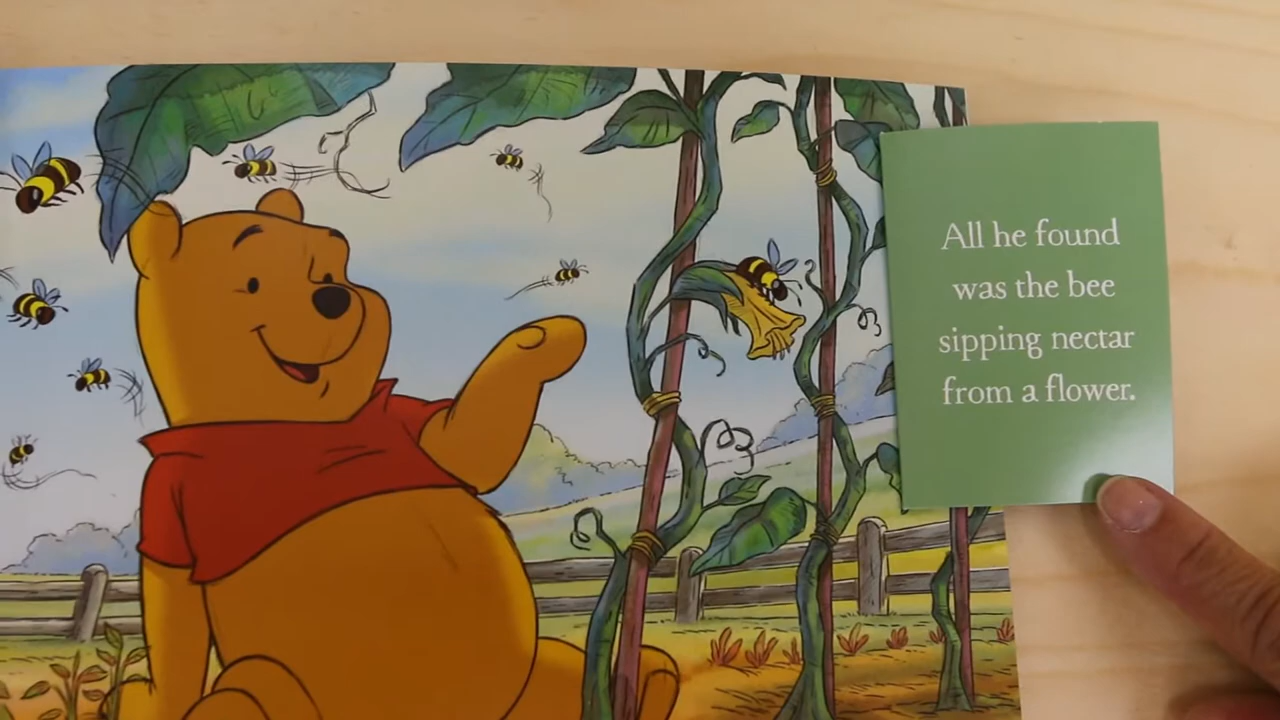 All he found
was the bee
sipping nectar
from a flower.